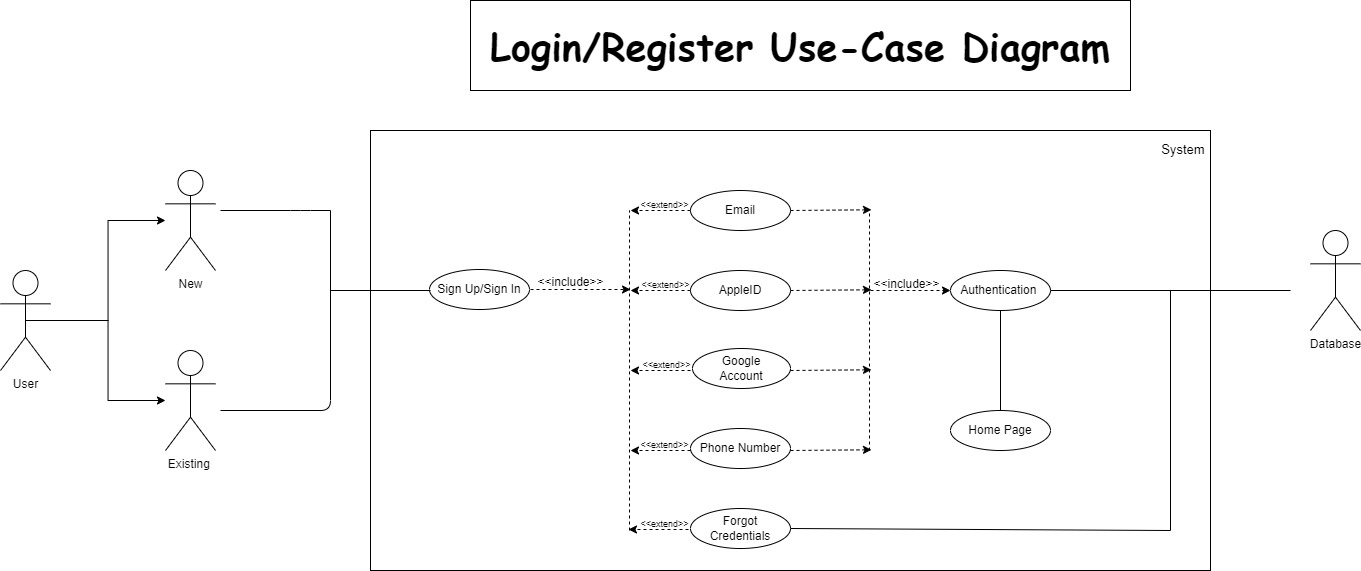 Login/Register Use-Case Diagram
System
New
User
Existing
Sign Up/Sign In
<<include>>
<<extend>>
Email
<<extend>>
AppleID
<<extend>>
Google
Account
<<extend>>
Phone Number
<<extend>>
Forgot
Credentials
<<include>>
Authentication
Home Page
Database